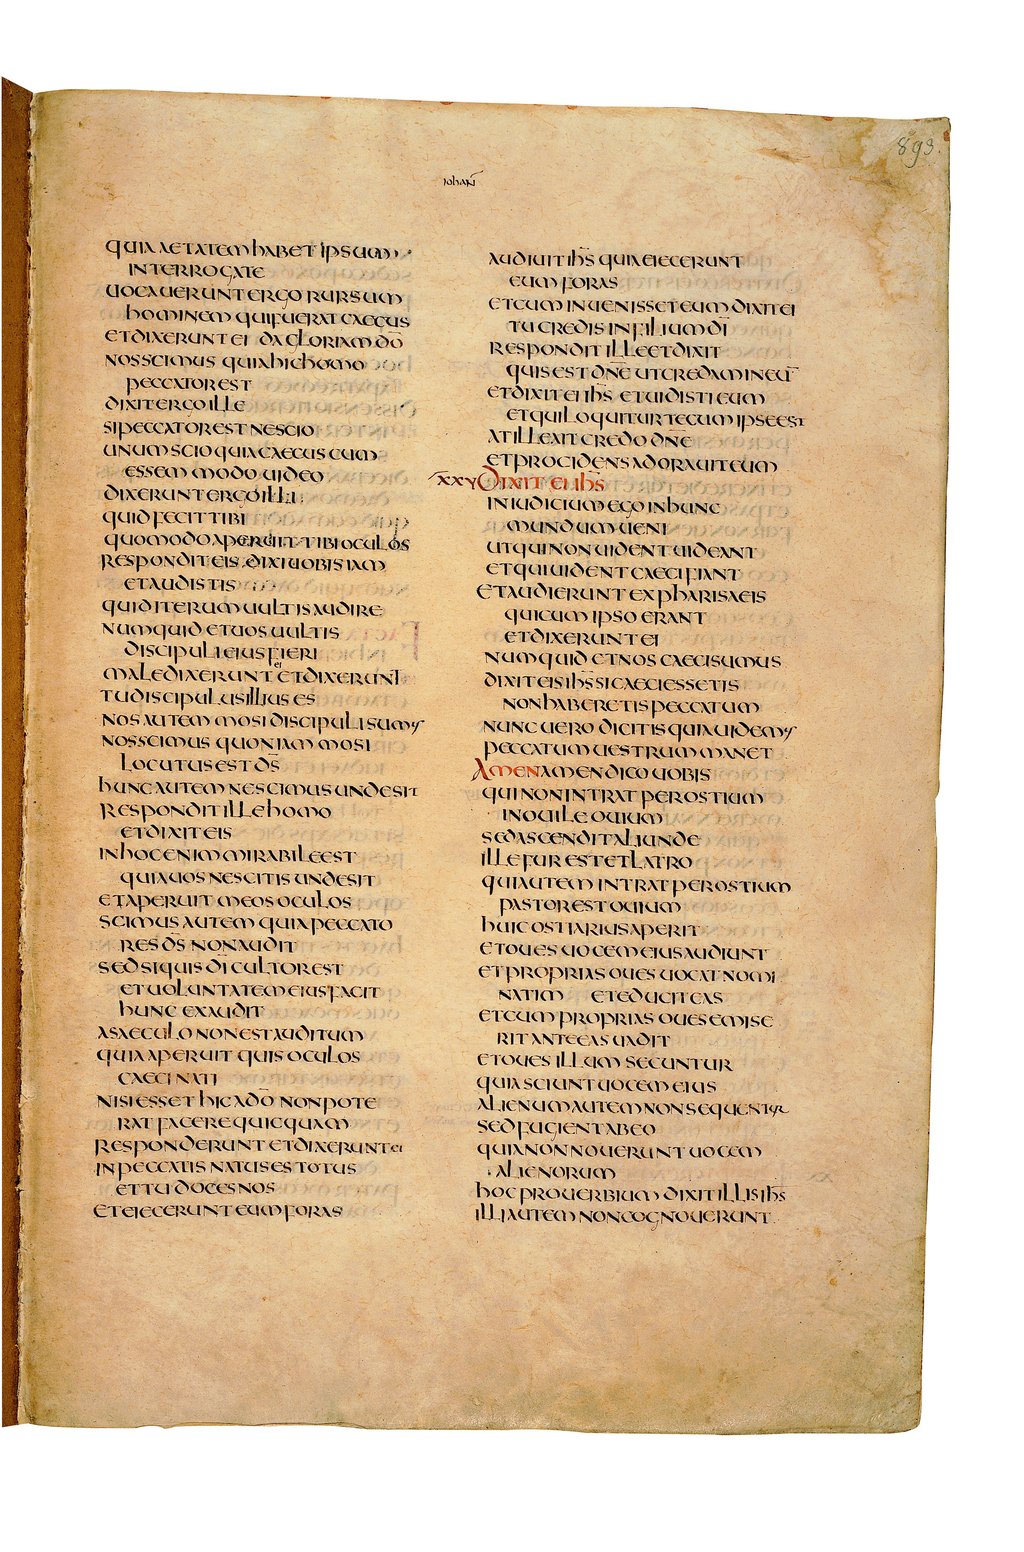 893.
iohan̄
QUIA AETATEM HABET IPSUM
INTERROGATE
UOCAUERUNT ERGO RURSUM
HOMINEM QUI FUERAT CAECUS
ET DIXERUNT EI DA GLORIAM D̄O
NOS SCIMUS QUIA HIC HOMO
PECCATOR EST
DIXIT ERGO ILLE
SI PECCATOR EST NESCIO
UNUM SCIO QUIA CAECUS CUM
ESSEM MODO UIDEO
DIXERUNT ERGO ILLI
QUID FECIT TIBI
QUOMODO APERUIT TIBI OCULOS
RESPONDIT EIS DIXI UOBIS IAM
ET AUDISTIS
QUID ITERUM UULTIS AUDIRE
NUMQUID ET UOS UULTIS
DISCIPULI EIUS FIERI
MALEDIXERUNT ei ET DIXERUNT
TU DISCIPULUS ILLIUS ES
NOS AUTEM MOSI DISCIPULI SUMUS
NOS SCIMUS QUONIAM MOSI
LOCUTUS EST D̄S
HUNC AUTEM NESCIMUS UNDE SIT
RESPONDIT ILLE HOMO
ET DIXIT EIS
IN HOC ENIM MIRABILE EST
QUIA UOS NESCITIS UNDE SIT
ET APERUIT MEOS OCULOS
SCIMUS AUTEM QUIA PECCATO
RES D̄S NON AUDIT
SED SI QUIS D̄I CULTOR EST
ET UOLUNTATEM EIUS FACIT
HUNC EXAUDIT
A SAECULO NON EST AUDITUM
QUIA APERUIT QUIS OCULOS
CAECI NATI
NISI ESSET HIC A D̄O NON POTE
RAT FACERE QUICQUAM
RESPONDERUNT ET DIXERUNT EI
IN PECCATIS NATUS ES TOTUS
ET TU DOCES NOS
ET EIECERUNT EUM FORAS
AUDIUIT IH̄S QUIA EIECERUNT
EUM FORAS
ET CUM INUENISSET EUM DIXIT EI
TU CREDIS IN FILIUM D̄I
RESPONDIT ILLE ET DIXIT
QUIS EST D̄N̄E UT CREDAM IN EŪ
ET DIXIT EI IH̄S ET UIDISTI EUM
ET QUI LOQUITUR TECUM IPSE EST
AT ILLE AIT CREDO D̄N̄E
ET PROCIDENS ADORAUIT EUM
X̄X̄X̄V DIXIT EI IH̄S
IN IUDICIUM EGO IN HUNC
MUNDUM UENI
UT QUI NON UIDENT UIDEANT
ET QUI UIDENT CAECI FIANT
ET AUDIERUNT EX PHARISAEIS
QUI CUM IPSO ERANT
ET DIXERUNT EI
NUMQUID ET NOS CAECI SUMUS
DIXIT EIS IH̄S SI CAECI ESSETIS
NON HABERETIS PECCATUM
NUNC UERO DICITIS QUIA UIDEMUS
PECCATUM UESTRUM MANET
AMEN AMEN DICO UOBIS
QUI NON INTRAT PER OSTIUM
IN OUILE OUIUM
SED ASCENDIT ALIUNDE
ILLE FUR EST ET LATRO
QUI AUTEM INTRAT PER OSTIUM
PASTOR EST OUIUM
HUIC OSTIARIUS APERIT
ET OUES UOCEM EIUS AUDIUNT
ET PROPRIAS OUES UOCAT NOMI
NATIM ET EDUCIT EAS
ET CUM PROPRIAS OUES EMISE
RIT ANTE EAS UADIT
ET OUES ILLUM SECUNTUR
QUIA SCIUNT UOCEM EIUS
ALIENUM AUTEM NON SEQUENTUR
SED FUGIENT AB EO
QUIA NON NOUERUNT UOCEM
ALIENORUM
HOC PROUERBIUM DIXIT ILLIS IH̄S
ILLI AUTEM NON COGNOUERUNT